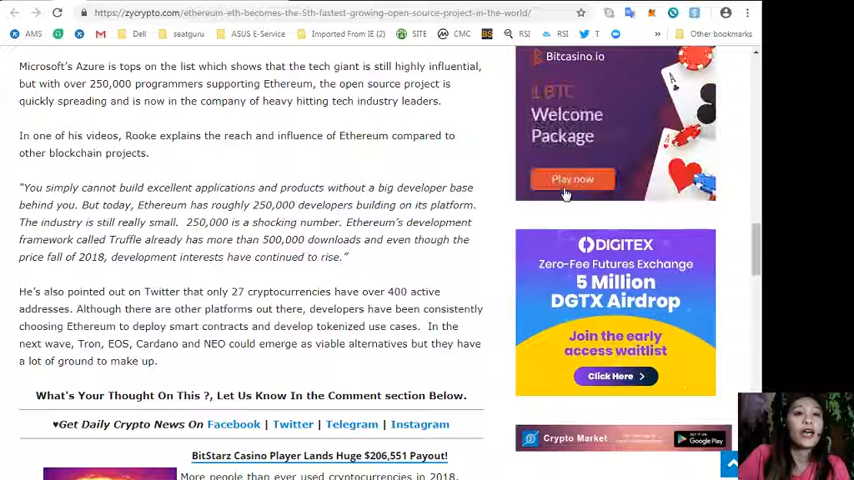 https://zycrypto.com/ethereum-eth-becomes-the-5th-fastest-growing-open-source-project-in-the-world/
AMS
Dell
seatguru
ASUS E-Service
Imported From IE (2)
SITE
CMC
BS
RSI
RSI
T
Other bookmarks
Microsoft's Azure is tops on the list which shows that the tech giant is still highly influential,
but with over 250,000 programmers supporting Ethereum, the open source project is
quickly spreading and is now in the company of heavy hitting tech industry leaders.
In one of his videos, Rooke explains the reach and influence of Ethereum compared to
other blockchain projects.
"You simply cannot build excellent applications and products without a big developer base
behind you. But today, Ethereum has roughly 250,000 developers building on its platform.
The industry is still really small.  250,000 is a shocking number. Ethereum's development
framework called Truffle already has more than 500,000 downloads and even though the
price fall of 2018, development interests have continued to rise."
He's also pointed out on Twitter that only 27 cryptocurrencies have over 400 active
addresses. Although there are other platforms out there, developers have been consistently
choosing Ethereum to deploy smart contracts and develop tokenized use cases.  In the
next wave, Tron, EOS, Cardano and NEO could emerge as viable alternatives but they have
a lot of ground to make up.
What's Your Thought On This ?, Let Us Know In the Comment section Below.
♥Get Daily Crypto News On Facebook | Twitter | Telegram | Instagram
BitStarz Casino Player Lands Huge $206,551 Payout!
More people than ever used cryptocurrencies in 2018.
Bitcasino.io
1 BTC
Welcome
Package
Play now
DIGITEX
Zero-Fee Futures Exchange
5 Million
DGTX Airdrop
Join the early
access waitlist
Click Here >
Crypto Market
GET IT ON
Google Play